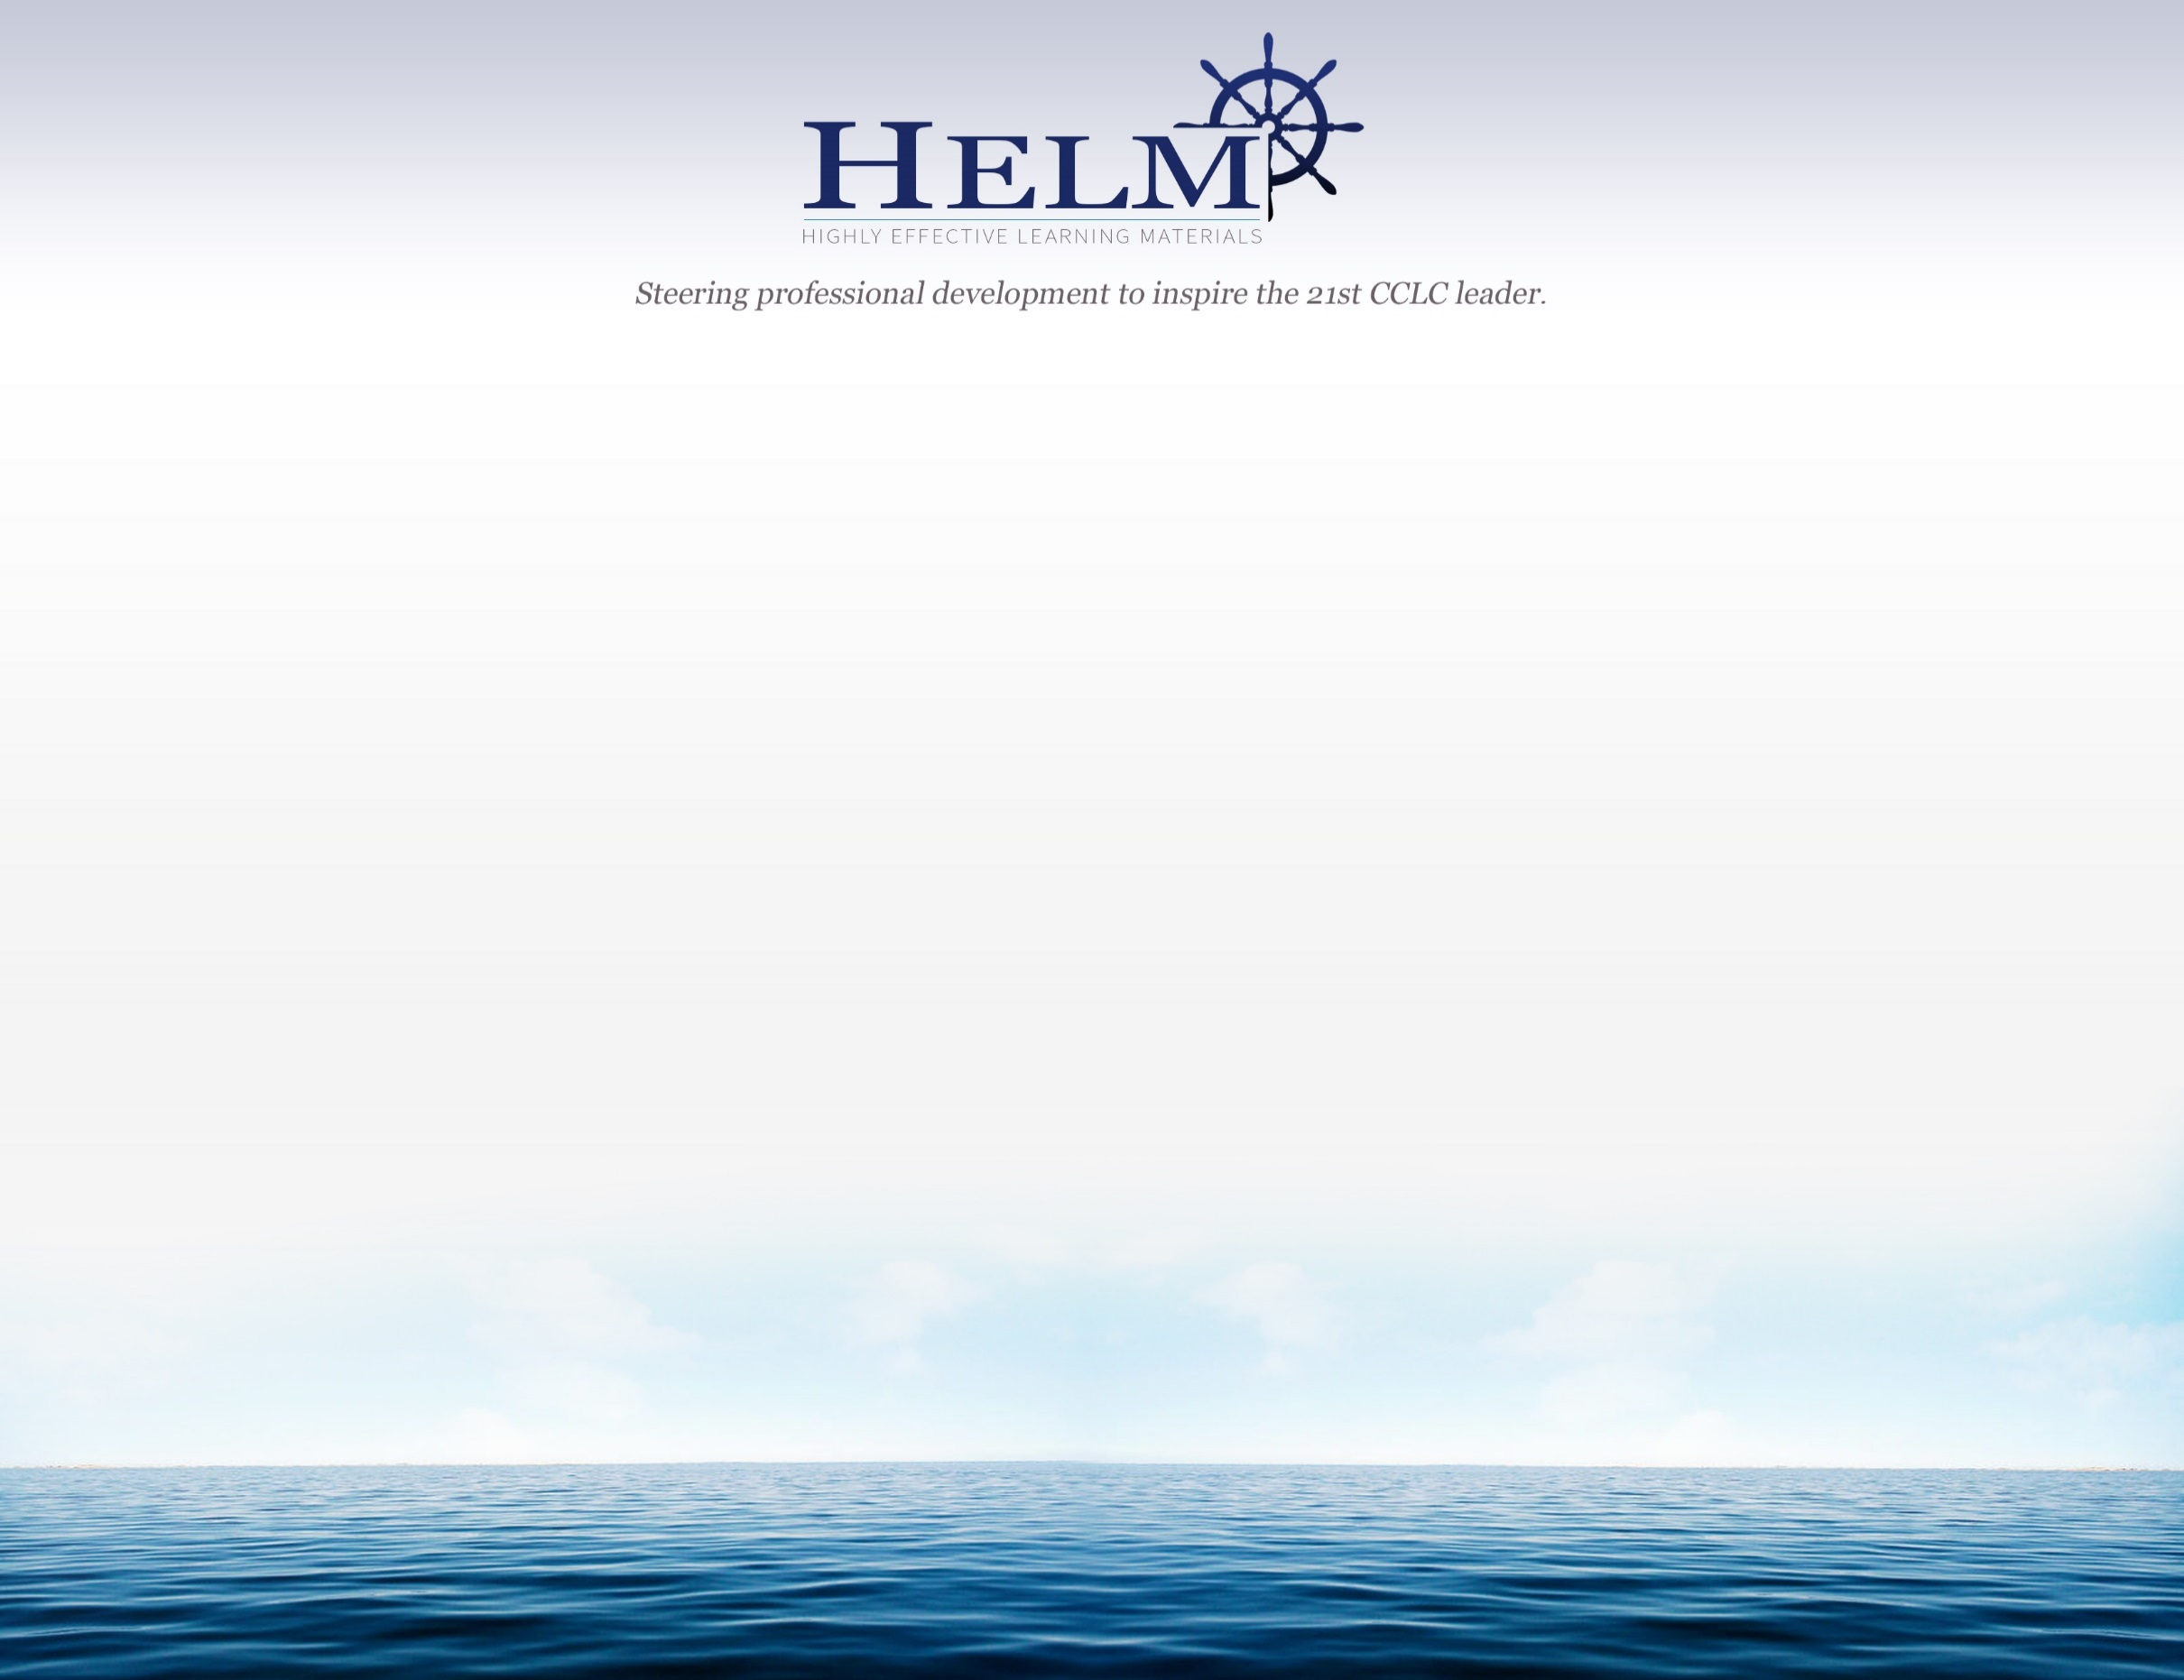 HELM
HIGHLY EFFECTIVE LEARNING MATERIALS
Steering professional development to inspire the 21st CCLC leader.